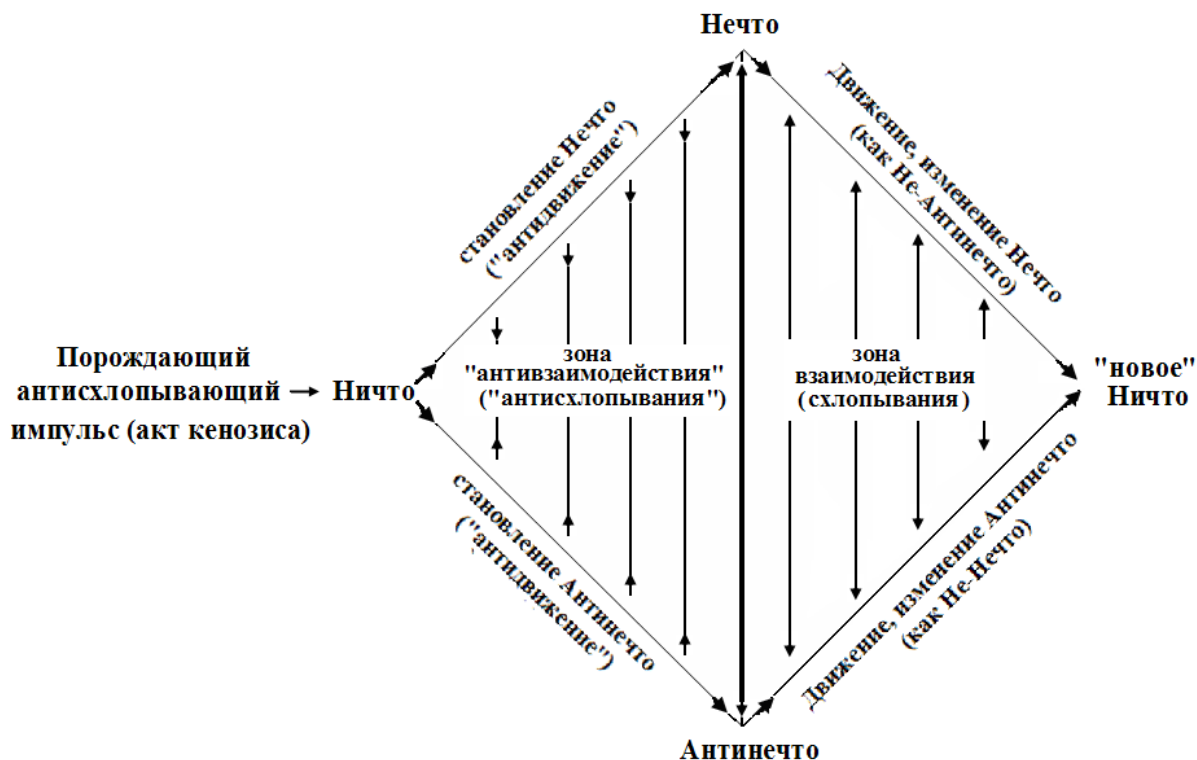 Нечто
становление Нечто
("антидвижение")
Движение, изменение Нечто
(как Не-Антинечто)
Порождающий
антисхлопывающий
импульс (акт кенозиса)
Ничто
зона
"антивзаимодействия"
("антисхлопывания")
зона
взаимодействия
(схлопывания)
"новое"
Ничто
становление Антинечто
("антидвижение")
Движение, изменение Антинечто
(как Не-Нечто)
Антинечто